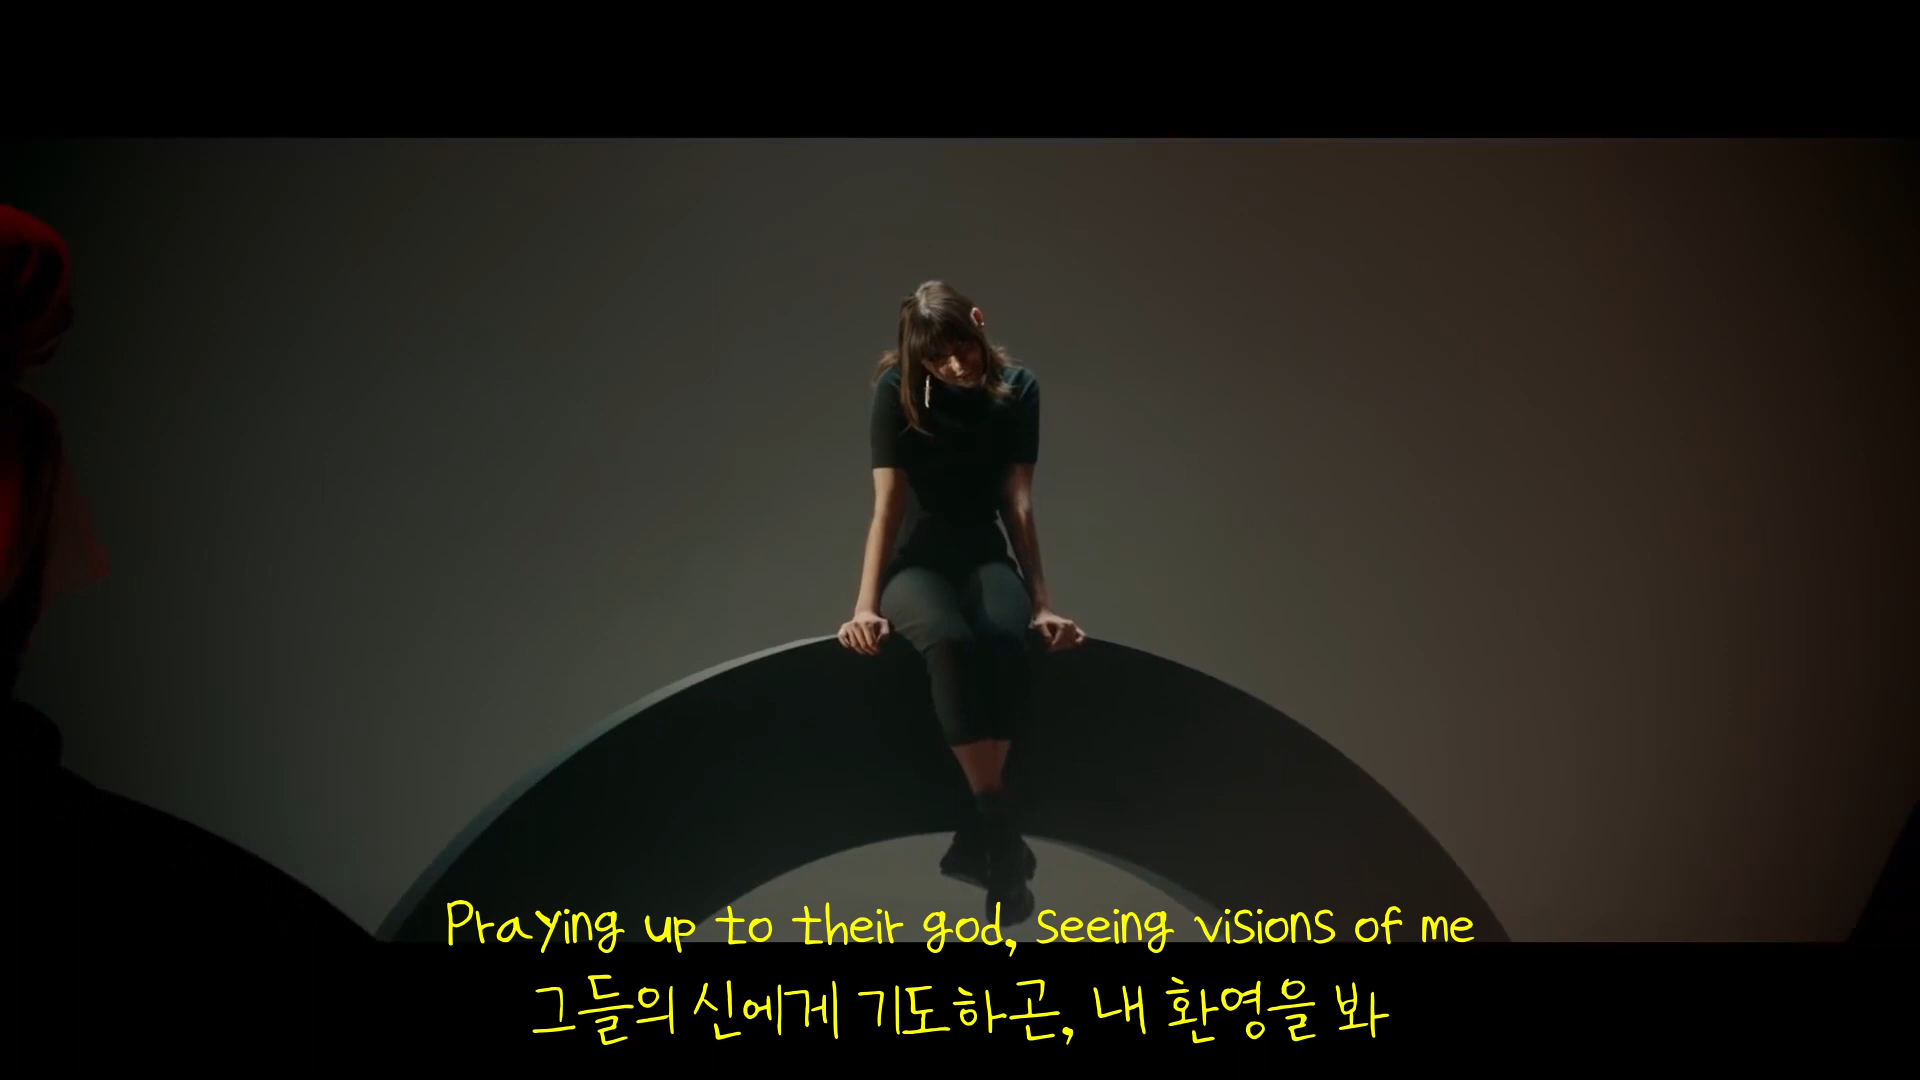 Praying up to their god, seeing visions of me
그들의 신에게 기도하곤, 내 환영을 봐